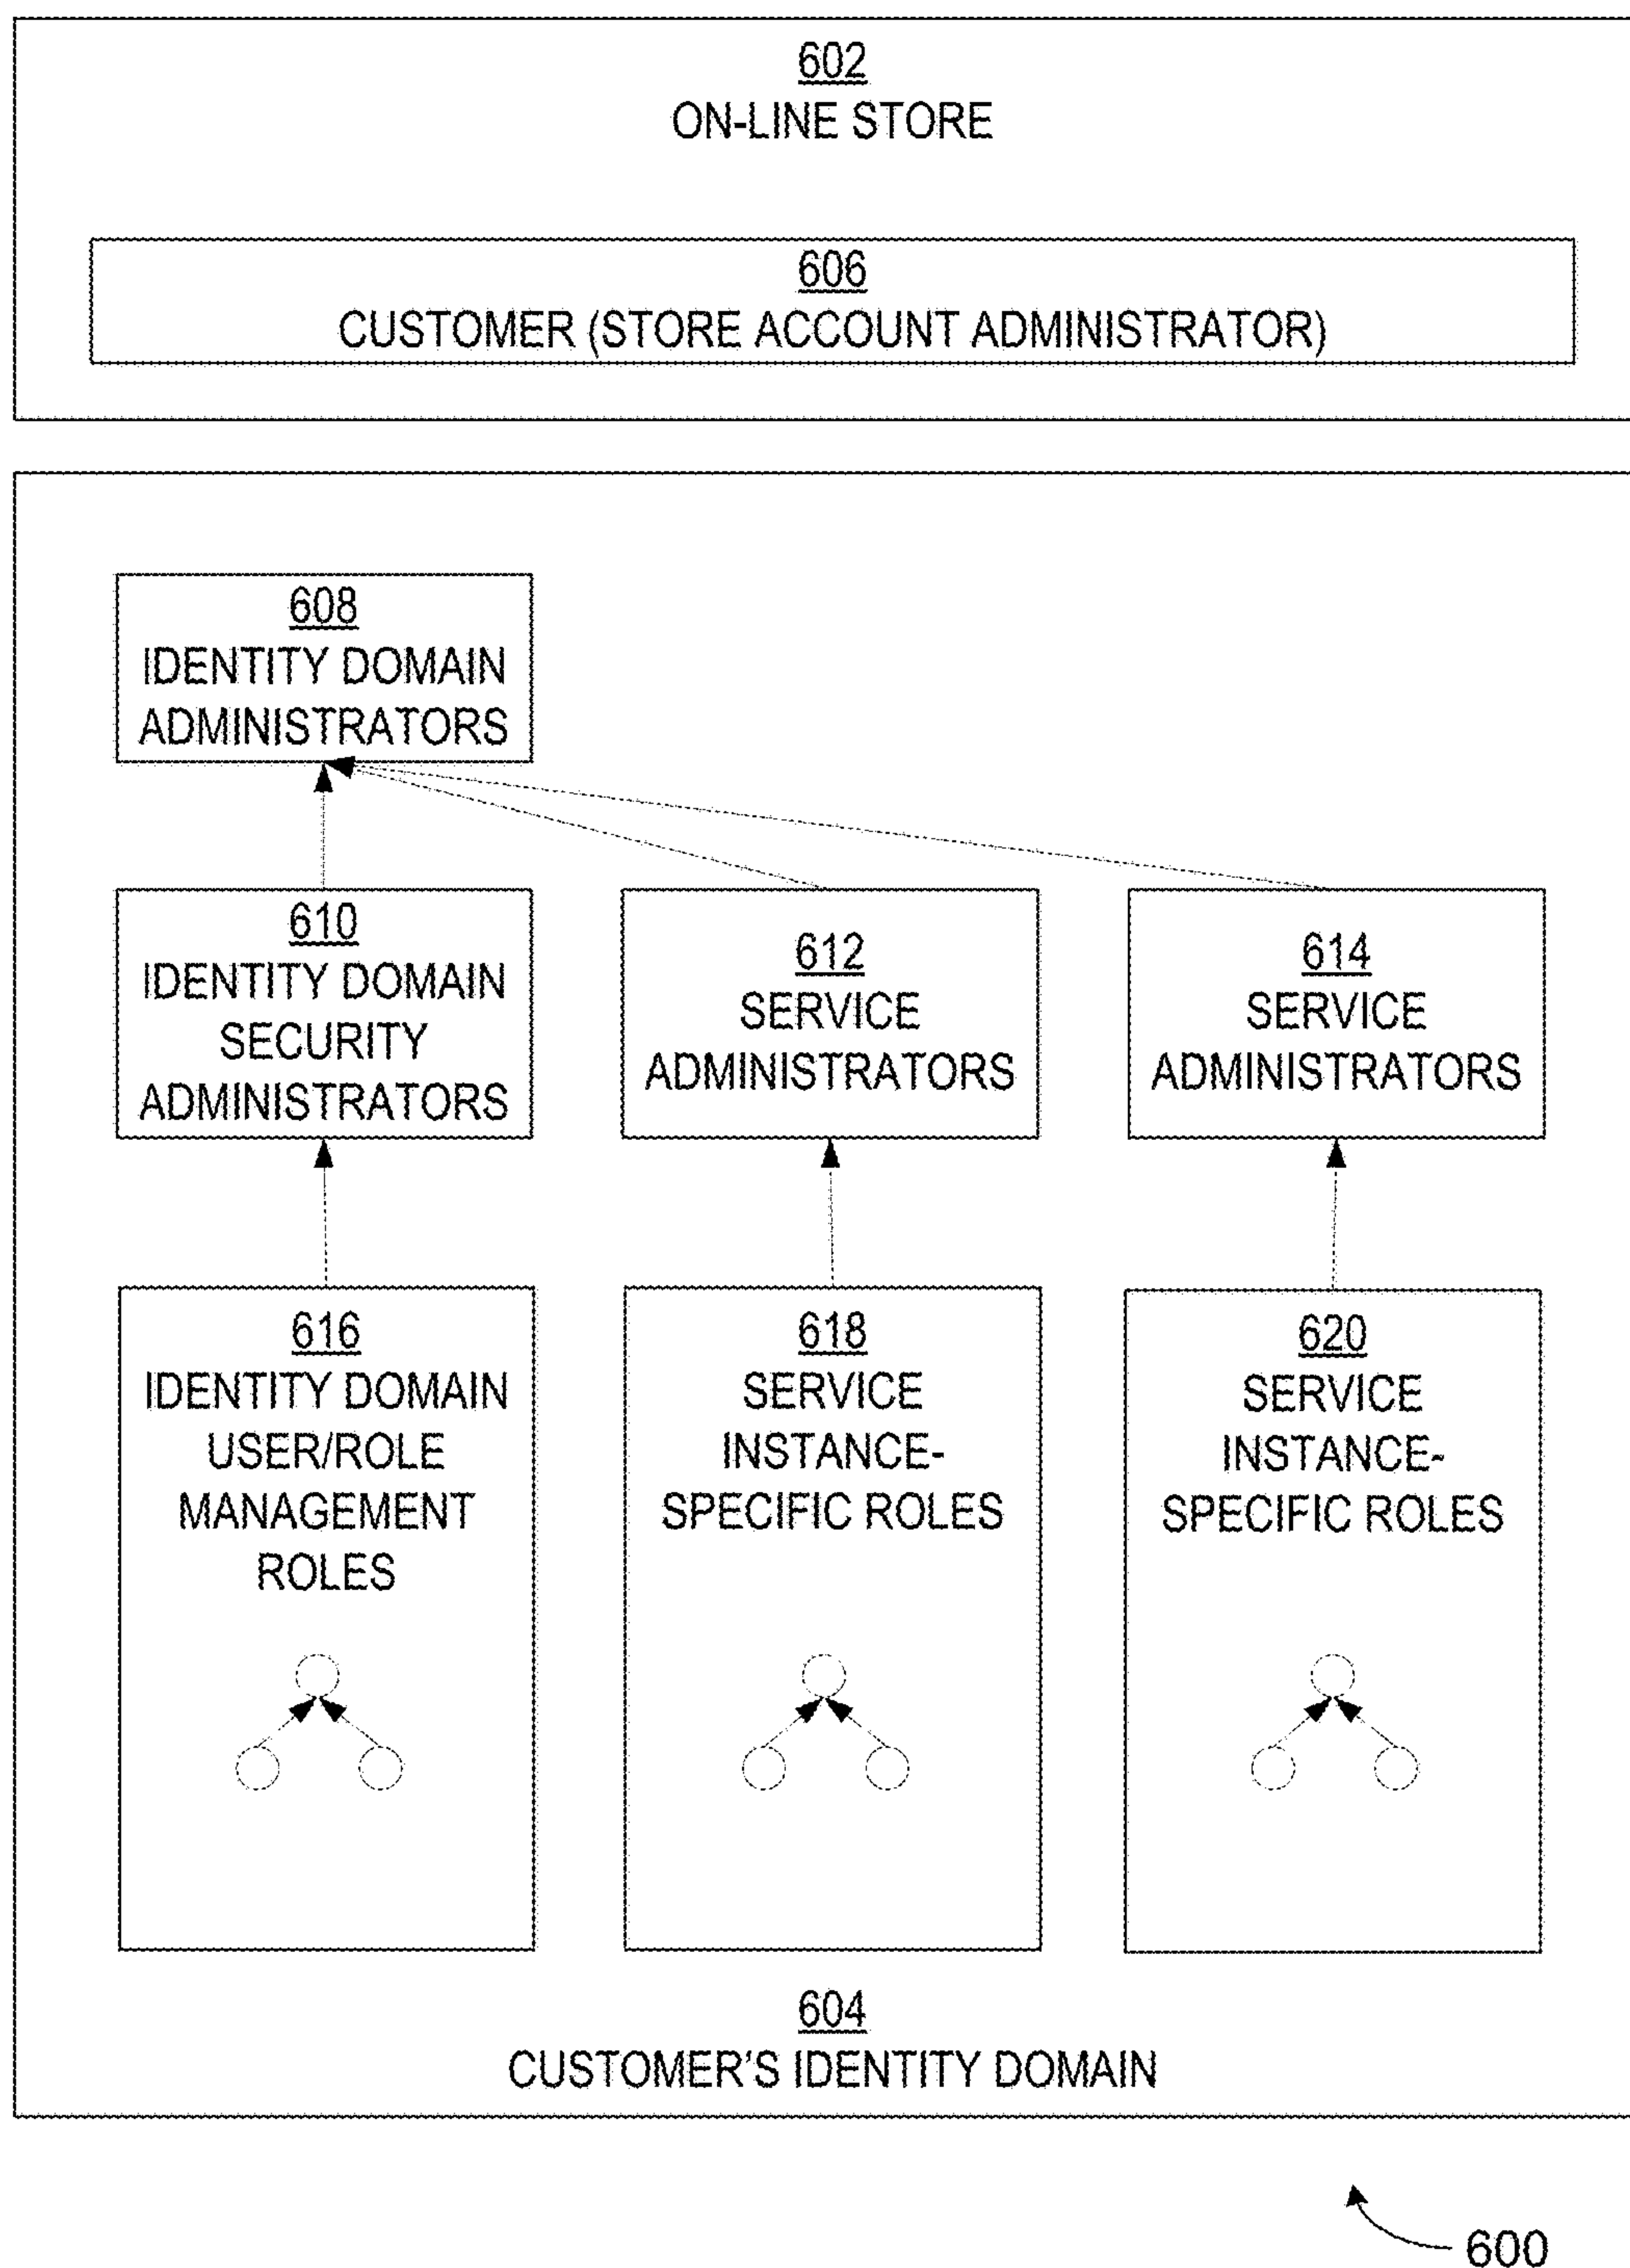 602
ON-LINE STORE
606
CUSTOMER (STORE ACCOUNT ADMINISTRATOR)
608
IDENTITY DOMAIN
ADMINISTRATORS
610
IDENTITY DOMAIN
SECURITY
ADMINISTRATORS
612
SERVICE
ADMINISTRATORS
614
SERVICE
ADMINISTRATORS
616
IDENTITY DOMAIN
USER/ROLE
MANAGEMENT
ROLES
618
SERVICE
INSTANCE-
SPECIFIC ROLES
620
SERVICE
INSTANCE-
SPECIFIC ROLES
604
CUSTOMER'S IDENTITY DOMAIN
600